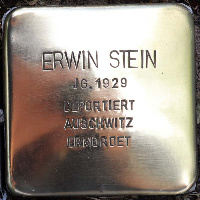 ERWIN STEIN
JG. 1929
DEPORTIERT
AUSCHWITZ
ERMORDET